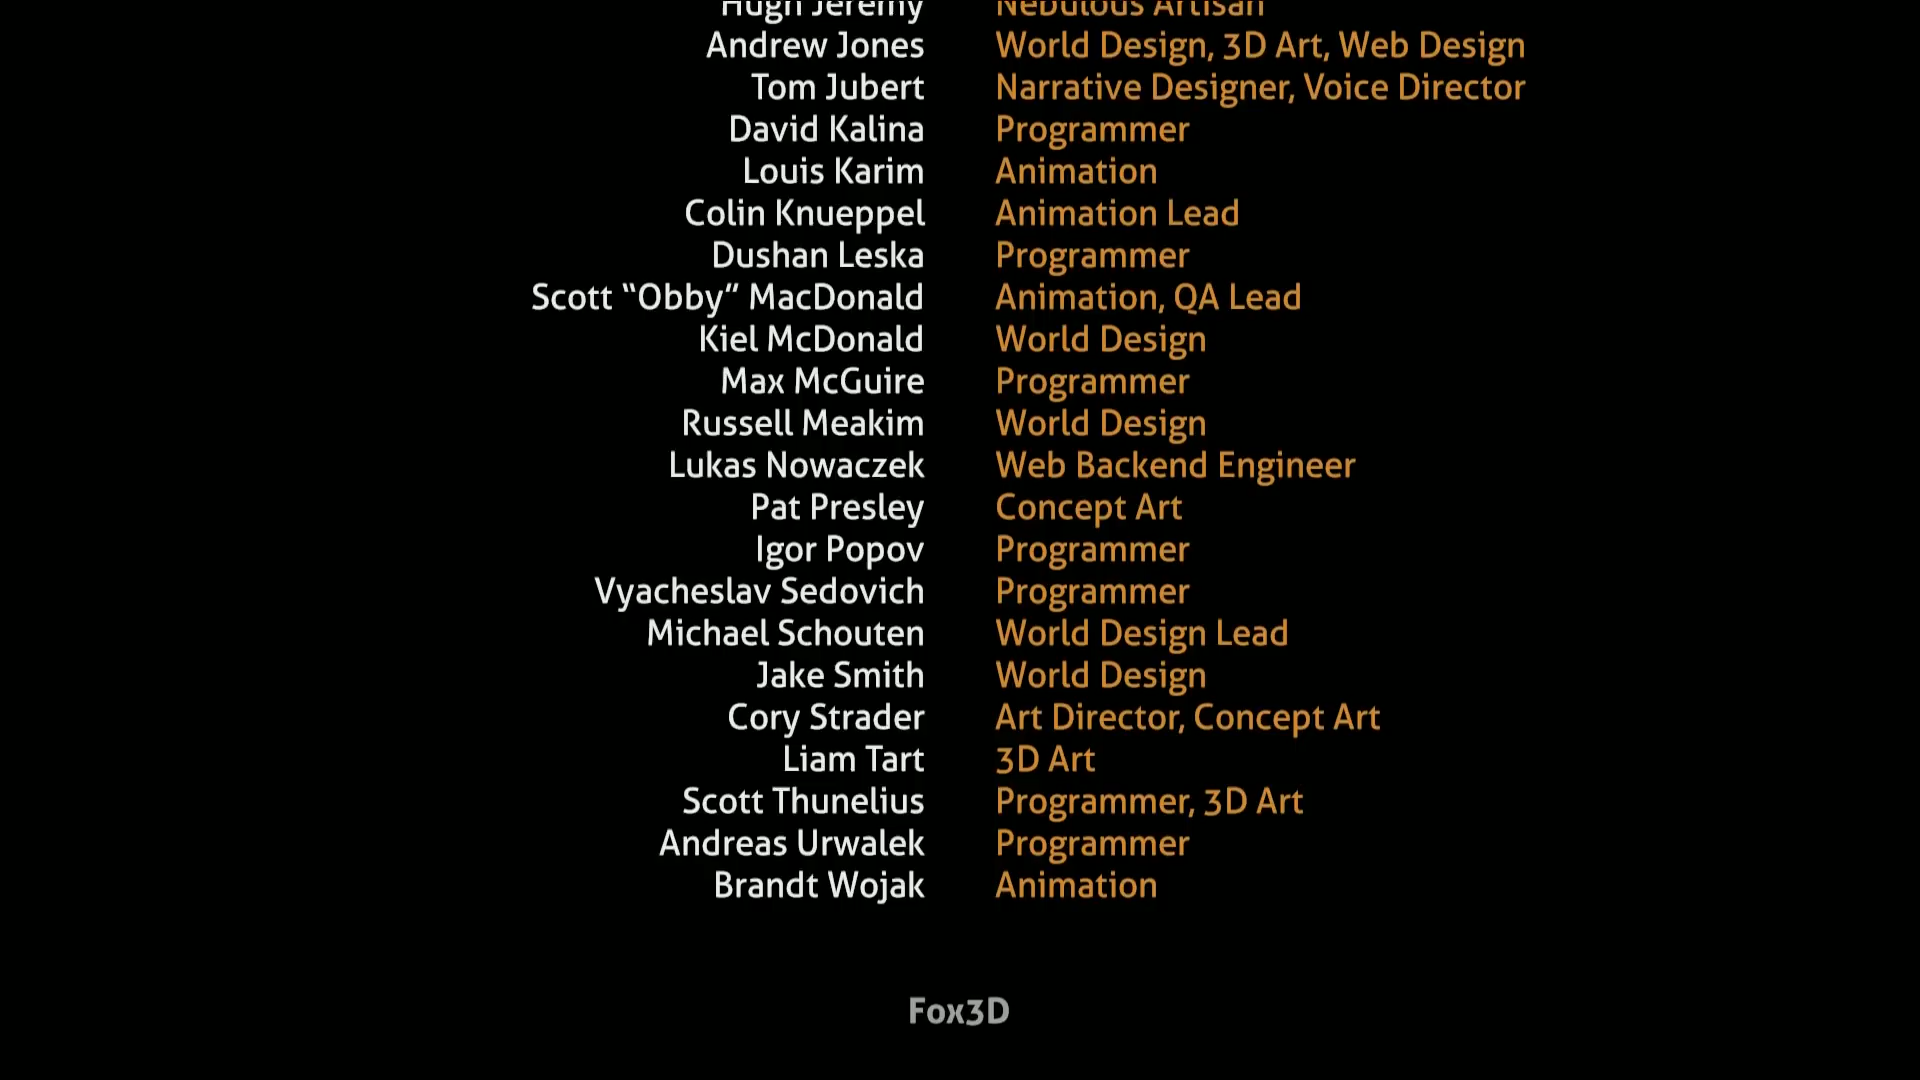 Hugh Jeremy Nebulous Artisan
Andrew Jones World Design, 3D Art, Web Design
Tom Jubert Narrative Designer, Voice Director
David Kalina Programmer
Louis Karim Animation
Colin Knueppel Animation Lead
Dushan Leska Programmer
Scott “Obby” MacDonald Animation, QA Lead
Kiel McDonald World Design
Max McGuire Programmer
Russell Meakim World Design
Lukas Nowaczek Web Backend Engineer
Pat Presley Concept Art
Igor Popov Programmer
Vyacheslav Sedovich Programmer
Michael Schouten World Design Lead
Jake Smith World Design
Cory Strader Art Director, Concept Art
Liam Tart 3D Art
Scott Thunelius Programmer, 3D Art
Andreas Urwalek Programmer
Brandt Wojak Animation
Fox3D